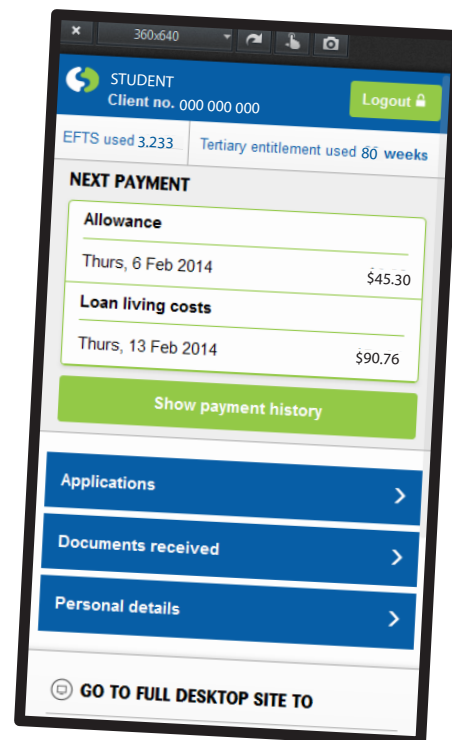 × 360x640
STUDENT
Client no. 000 000 000
Logout
EFTS used 3.233
Tertiary entitlement used 80 weeks
NEXT PAYMENT
Allowance
Thurs, 6 Feb 2014 $45.30
Loan living costs
Thurs, 13 Feb 2014 $90.76
Show payment history
Applications
Documents received
Personal details
GO TO FULL DESKTOP SITE TO